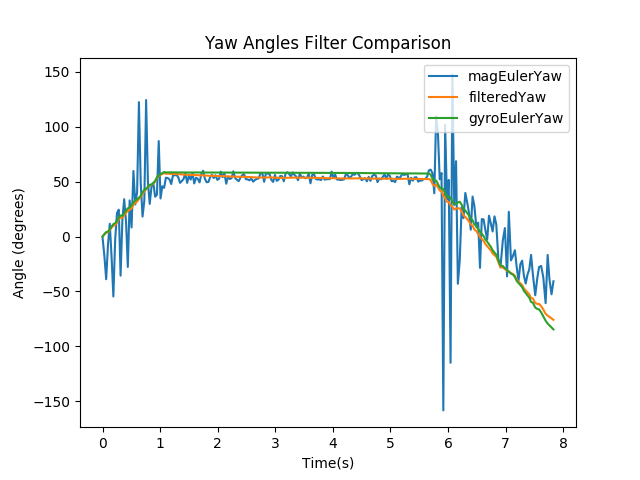 Yaw Angles Filter Comparison
magEulerYaw
filteredYaw
gyroEulerYaw
Angle (degrees)
150
100
50
0
−50
−100
−150
0 1 2 3 4 5 6 7 8
Time(s)